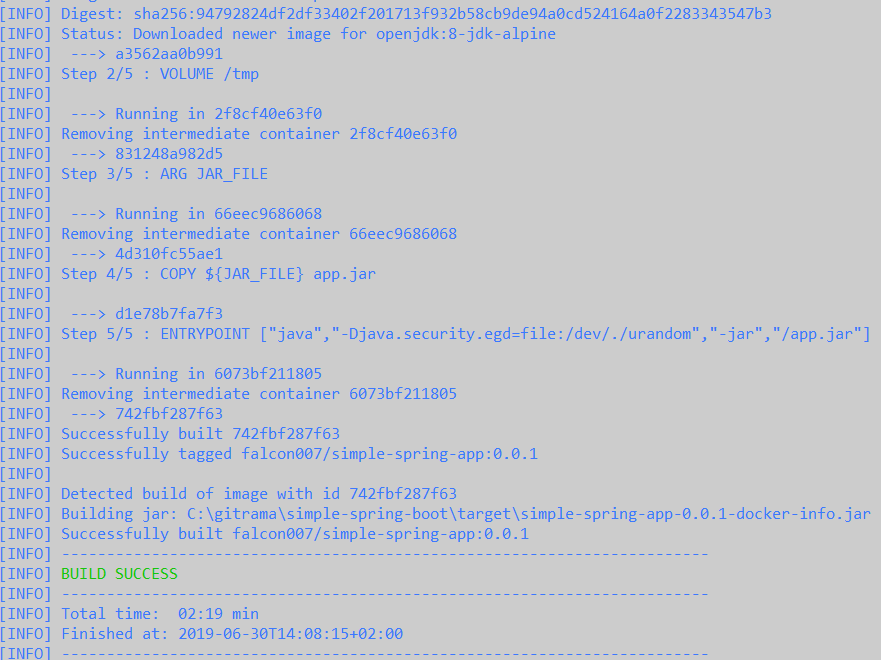 [INFO] Digest: sha256:94792824df2df33402f201713f932b58cb9de94a0cd524164a0f2283343547b3
[INFO] Status: Downloaded newer image for openjdk:8-jdk-alpine
[INFO]  ---> a3562aa0b991
[INFO] Step 2/5 : VOLUME /tmp
[INFO]
[INFO]  ---> Running in 2f8cf40e63f0
[INFO] Removing intermediate container 2f8cf40e63f0
[INFO]  ---> 831248a982d5
[INFO] Step 3/5 : ARG JAR_FILE
[INFO]
[INFO]  ---> Running in 66eec9686068
[INFO] Removing intermediate container 66eec9686068
[INFO]  ---> 4d310fc55ae1
[INFO] Step 4/5 : COPY ${JAR_FILE} app.jar
[INFO]
[INFO]  ---> d1e78b7fa7f3
[INFO] Step 5/5 : ENTRYPOINT ["java","-Djava.security.egd=file:/dev/./urandom","-jar","/app.jar"]
[INFO]
[INFO]  ---> Running in 6073bf211805
[INFO] Removing intermediate container 6073bf211805
[INFO]  ---> 742fbf287f63
[INFO] Successfully built 742fbf287f63
[INFO] Successfully tagged falcon007/simple-spring-app:0.0.1
[INFO]
[INFO] Detected build of image with id 742fbf287f63
[INFO] Building jar: C:\gitrama\simple-spring-boot\target\simple-spring-app-0.0.1-docker-info.jar
[INFO] Successfully built falcon007/simple-spring-app:0.0.1
[INFO] ------------------------------------------------------------------------
[INFO] BUILD SUCCESS
[INFO] ------------------------------------------------------------------------
[INFO] Total time:  02:19 min
[INFO] Finished at: 2019-06-30T14:08:15+02:00
[INFO] ------------------------------------------------------------------------